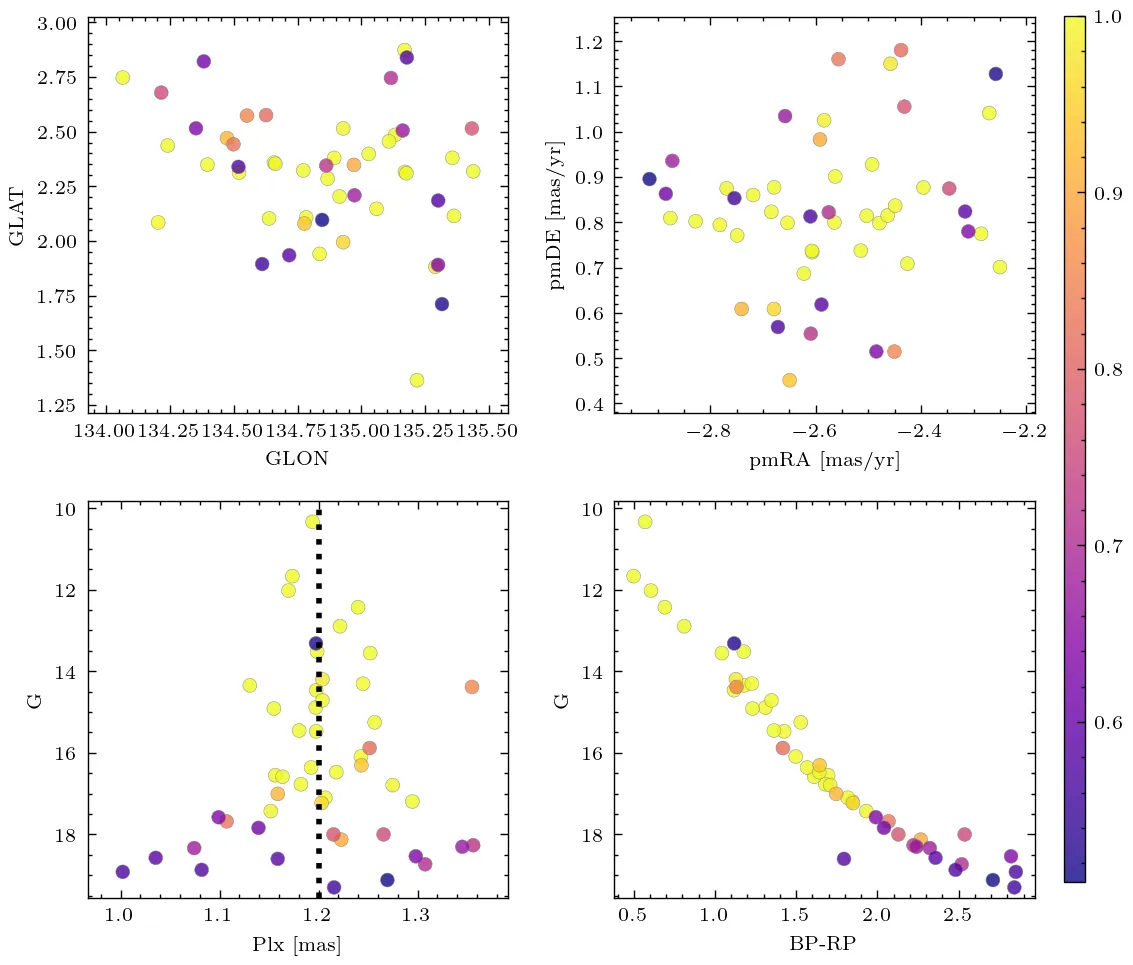 3.00
2.75
2.50
2.25
2.00
1.75
1.50
1.25
GLAT
134.00 134.25 134.50 134.75 135.00 135.25 135.50
GLON
1.2
1.1
1.0
0.9
0.8
0.7
0.6
0.5
0.4
pmDE [mas/yr]
−2.8 −2.6 −2.4 −2.2
pmRA [mas/yr]
1.0
0.9
0.8
0.7
0.6
10
12
14
16
18
G
1.0 1.1 1.2 1.3
Plx [mas]
10
12
14
16
18
G
0.5 1.0 1.5 2.0 2.5
BP-RP